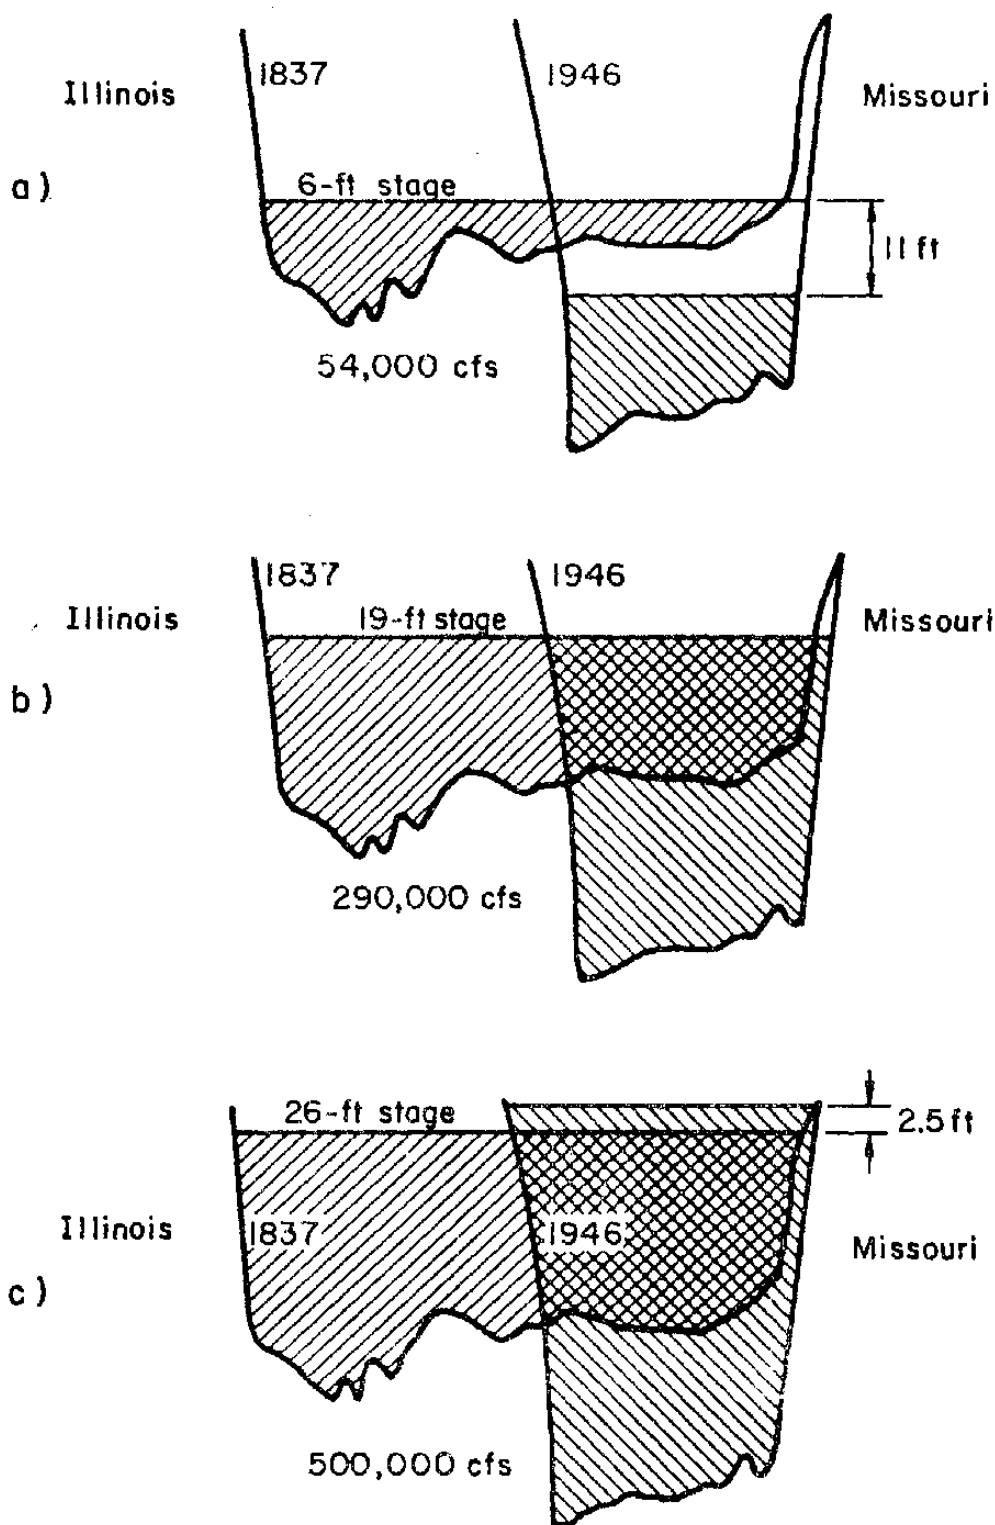 1837
1946
Illinois
Missouri
a)
6-ft stage
11 ft
54,000 cfs
1837
1946
Illinois
19-ft stage
Missouri
b)
290,000 cfs
26-ft stage
2.5 ft
Illinois
1837
1946
Missouri
c)
500,000 cfs